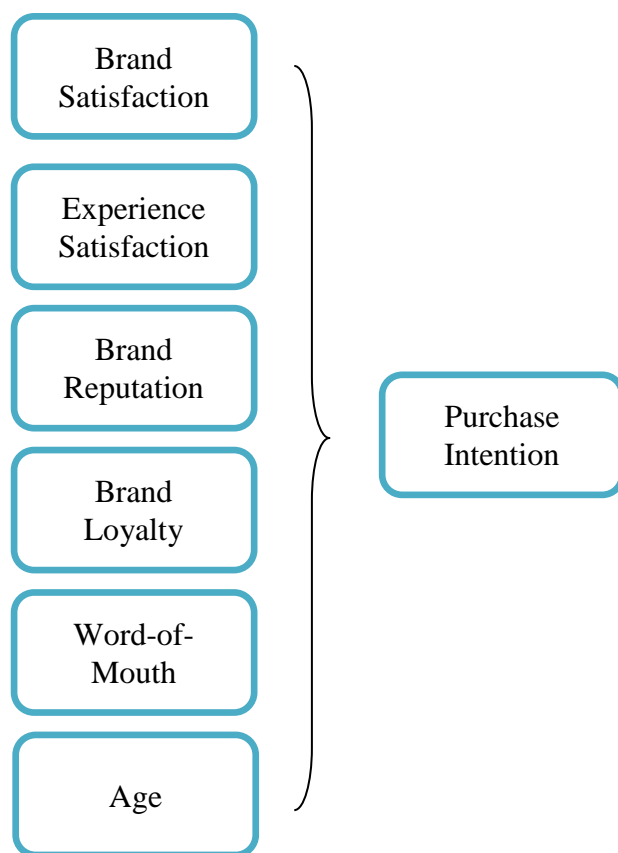 Brand
Satisfaction
Experience
Satisfaction
Brand
Reputation
Purchase
Intention
Brand
Loyalty
Word-of-
Mouth
Age